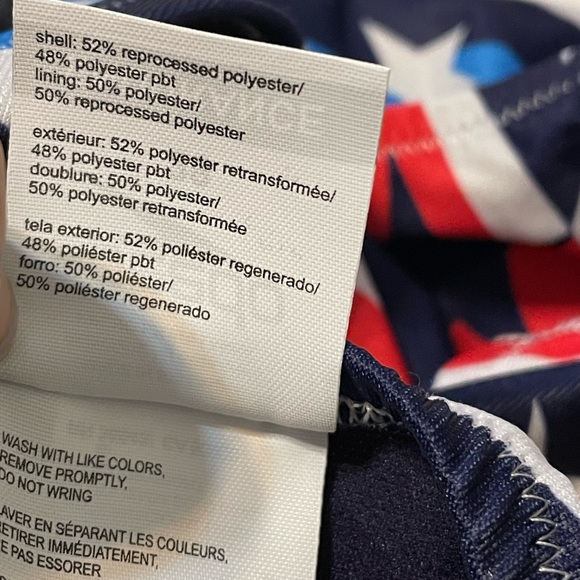 shell: 52% reprocessed polyester/
48% polyester pbt
lining: 50% polyester/
50% reprocessed polyester
extérieur: 52% polyester retransformée/
48% polyester pbt
doublure: 50% polyester/
50% polyester retransformée
tela exterior: 52% poliéster regenerado/
48% poliéster pbt
forro: 50% poliéster/
50% poliéster regenerado
WASH WITH LIKE COLORS,
REMOVE PROMPTLY,
DO NOT WRING
LAVER EN SÉPARANT LES COULEURS,
RETIRER IMMÉDIATEMENT,
NE PAS ESSORER